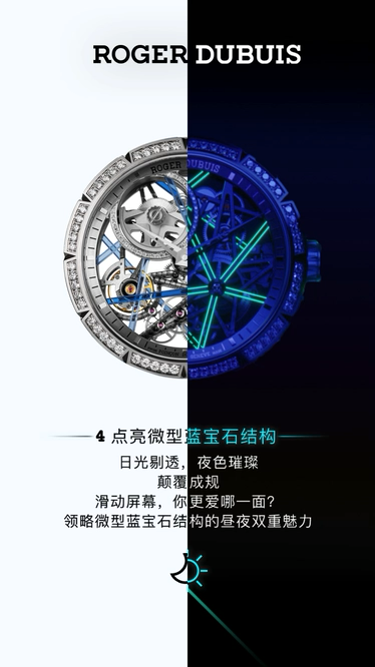 ROGER DUBUIS
ROGER DUBUIS
4 点亮微型蓝宝石结构
日光剔透，夜色璀璨
颠覆成规
滑动屏幕，你更爱哪一面？
领略微型蓝宝石结构的昼夜双重魅力